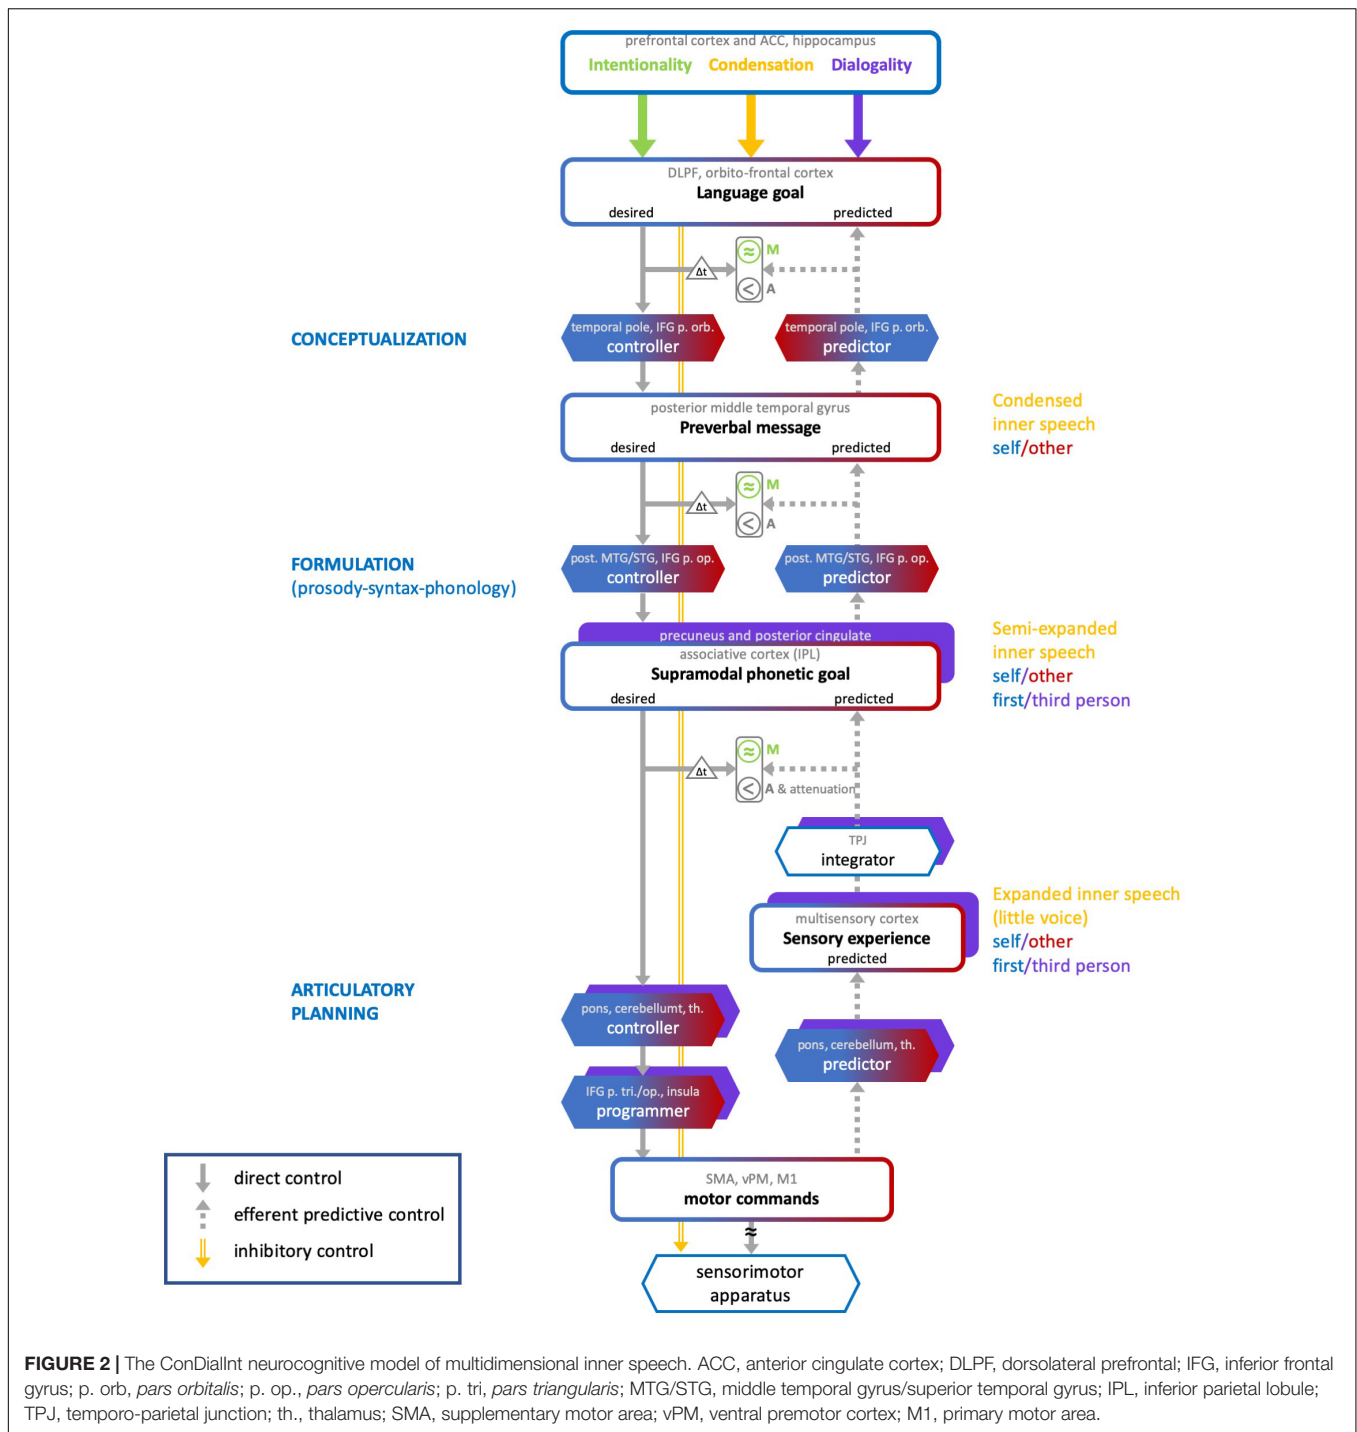 prefrontal cortex and ACC, hippocampus
Intentionality Condensation Dialogality
DLPF, orbito-frontal cortex
Language goal
desired predicted
≈ M
Δt
< A
CONCEPTUALIZATION
temporal pole, IFG p. orb.
controller
temporal pole, IFG p. orb.
predictor
posterior middle temporal gyrus
Preverbal message
desired predicted
Condensed
inner speech
self/other
≈ M
Δt
< A
FORMULATION
(prosody-syntax-phonology)
post. MTG/STG, IFG p. op.
controller
post. MTG/STG, IFG p. op.
predictor
precuneus and posterior cingulate
associative cortex (IPL)
Supramodal phonetic goal
desired predicted
Semi-expanded
inner speech
self/other
first/third person
≈ M
Δt
< A & attenuation
TPJ
integrator
multisensory cortex
Sensory experience
predicted
Expanded inner speech
(little voice)
self/other
first/third person
ARTICULATORY
PLANNING
pons, cerebellumt, th.
controller
pons, cerebellum, th.
predictor
IFG p. tri./op., insula
programmer
SMA, vPM, M1
motor commands
≈
sensorimotor
apparatus
direct control
efferent predictive control
inhibitory control
FIGURE 2 | The ConDialInt neurocognitive model of multidimensional inner speech. ACC, anterior cingulate cortex; DLPF, dorsolateral prefrontal; IFG, inferior frontal
gyrus; p. orb, pars orbitalis; p. op., pars opercularis; p. tri, pars triangularis; MTG/STG, middle temporal gyrus/superior temporal gyrus; IPL, inferior parietal lobule;
TPJ, temporo-parietal junction; th., thalamus; SMA, supplementary motor area; vPM, ventral premotor cortex; M1, primary motor area.